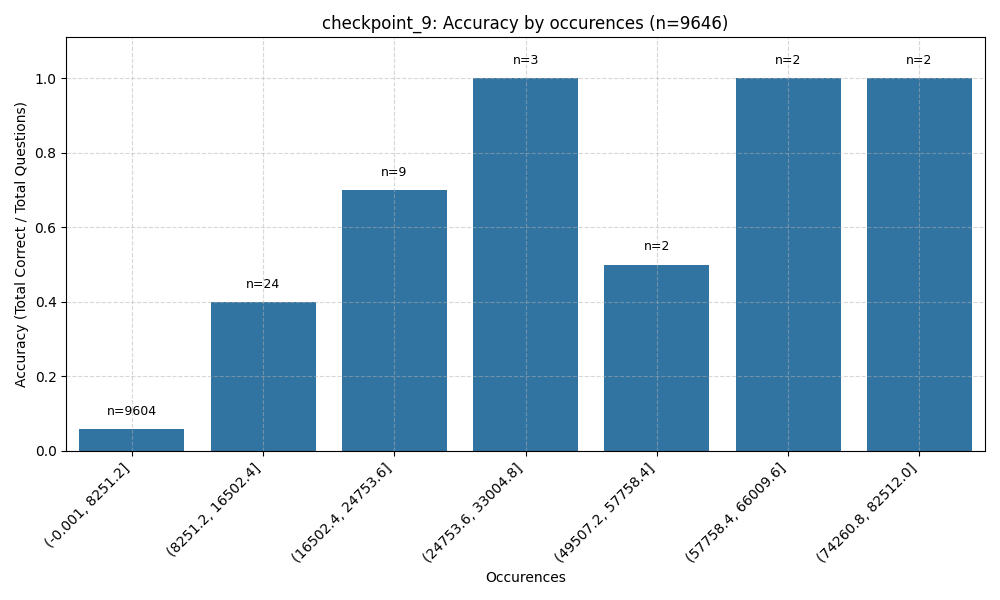 checkpoint_9: Accuracy by occurences (n=9646)
Accuracy (Total Correct / Total Questions)
1.0
0.8
0.6
0.4
0.2
0.0
n=9604
n=24
n=9
n=3
n=2
n=2
n=2
(-0.001, 8251.2]
(8251.2, 16502.4]
(16502.4, 24753.6]
(24753.6, 33004.8]
(49507.2, 57758.4]
(57758.4, 66009.6]
(74260.8, 82512.0]
Occurences